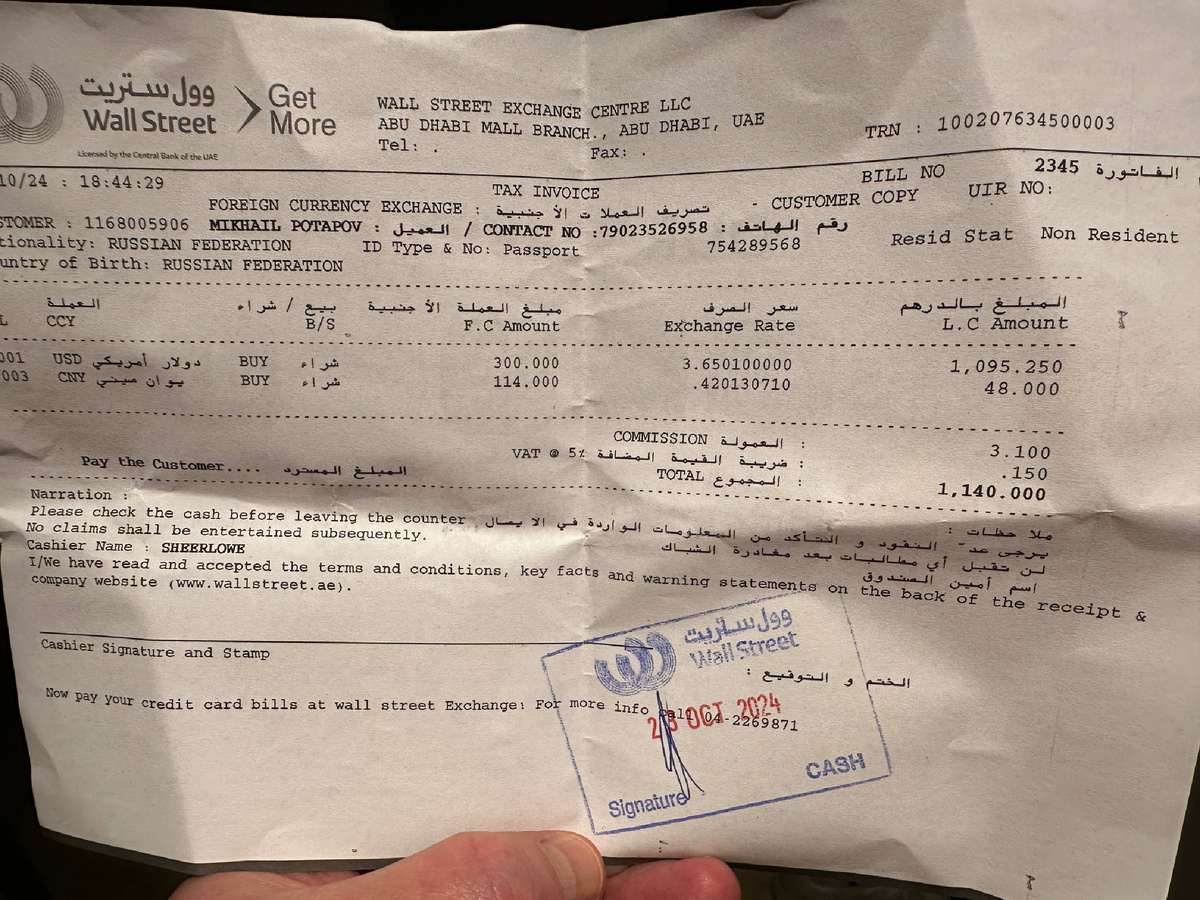 وول ستريت
Wall Street
Get
More
Licensed by the Central Bank of the UAE
WALL STREET EXCHANGE CENTRE LLC
ABU DHABI MALL BRANCH., ABU DHABI, UAE
Tel: . Fax: .
TRN : 100207634500003
10/24 : 18:44:29
TAX INVOICE
BILL NO 2345 الفاتورة
FOREIGN CURRENCY EXCHANGE : تصريف العملات الأجنبية - CUSTOMER COPY UIR NO:
STOMER : 1168005906 MIKHAIL POTAPOV : العميل / CONTACT NO :79023526958 : رقم الهاتف
tionality: RUSSIAN FEDERATION ID Type & No: Passport 754289568 Resid Stat Non Resident
untry of Birth: RUSSIAN FEDERATION
العملة بيع / شراء مبلغ العملة الأجنبية سعر الصرف المبلغ بالدرهم
CCY B/S F.C Amount Exchange Rate L.C Amount
001 USD دولار أمريكي BUY شراء 300.000 3.650100000 1,095.250
003 CNY يوان صيني BUY شراء 114.000 .420130710 48.000
COMMISSION العمولة : 3.100
VAT @ 5% ضريبة القيمة المضافة : .150
Pay the Customer.... المبلغ المسترد TOTAL المجموع : 1,140.000
Narration :
ملاحظات :
Please check the cash before leaving the counter يرجى عد النقود و التأكد من المعلومات الواردة في الايصال
No claims shall be entertained subsequently. لن تقبل أي مطالبات بعد مغادرة الشباك
Cashier Name : SHEERLOWE اسم أمين الصندوق
I/We have read and accepted the terms and conditions, key facts and warning statements on the back of the receipt &
company website (www.wallstreet.ae).
Cashier Signature and Stamp
الختم و التوقيع :
Now pay your credit card bills at wall street Exchange: For more info call 04-2269871
وول ستريت
Wall Street
OCT 2024
CASH
Signature